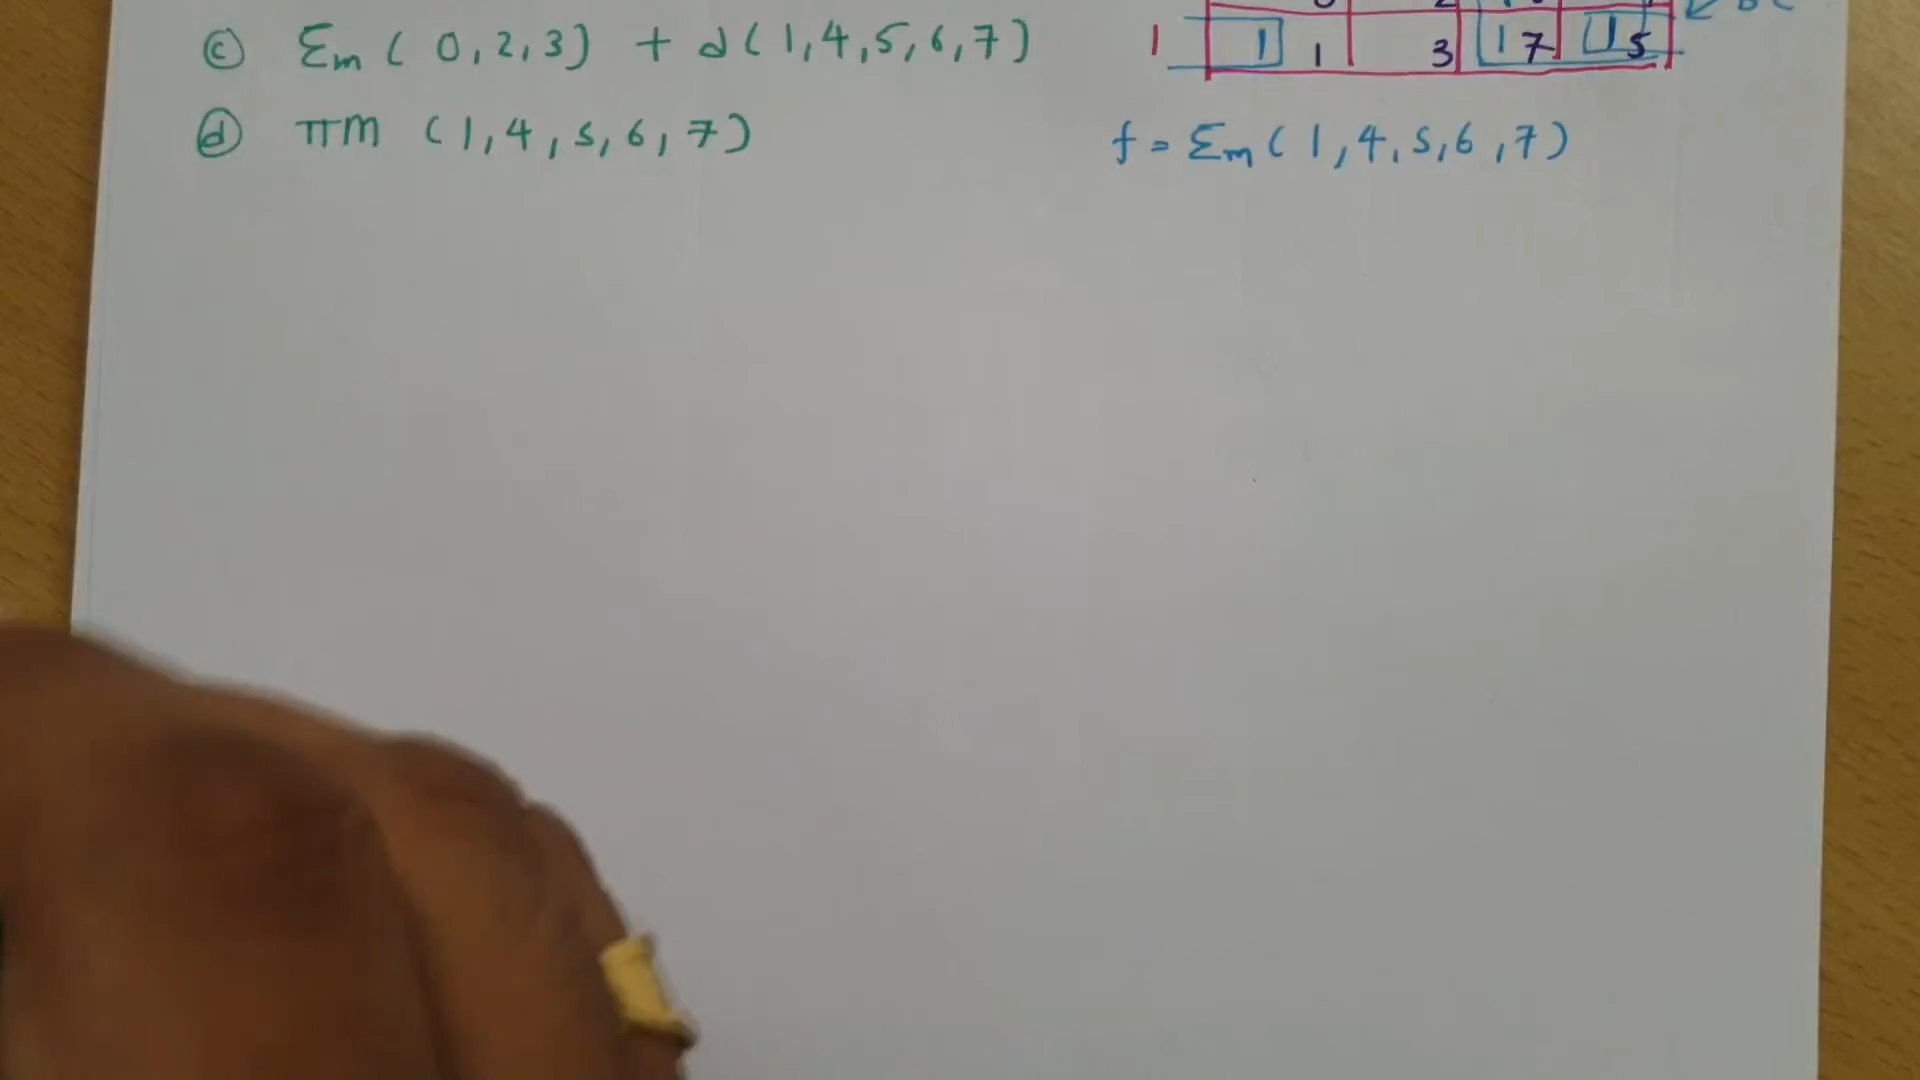 ⓒ Σm ( 0,2,3) + d(1,4,5,6,7)
ⓓ πM (1,4,5,6,7)
1 1 1 3 1 7 1 5
f = Σm ( 1,4,5,6,7)